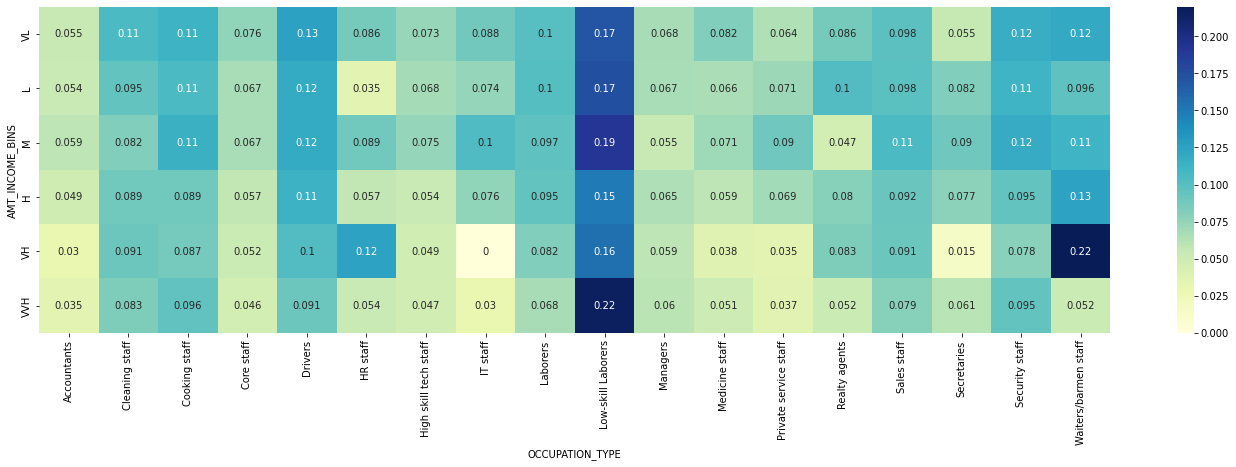 VL 0.055 0.11 0.11 0.076 0.13 0.086 0.073 0.088 0.1 0.17 0.068 0.082 0.064 0.086 0.098 0.055 0.12 0.12
L 0.054 0.095 0.11 0.067 0.12 0.035 0.068 0.074 0.1 0.17 0.067 0.066 0.071 0.1 0.098 0.082 0.11 0.096
M 0.059 0.082 0.11 0.067 0.12 0.089 0.075 0.1 0.097 0.19 0.055 0.071 0.09 0.047 0.11 0.09 0.12 0.11
H 0.049 0.089 0.089 0.057 0.11 0.057 0.054 0.076 0.095 0.15 0.065 0.059 0.069 0.08 0.092 0.077 0.095 0.13
VH 0.03 0.091 0.087 0.052 0.1 0.12 0.049 0 0.082 0.16 0.059 0.038 0.035 0.083 0.091 0.015 0.078 0.22
VVH 0.035 0.083 0.096 0.046 0.091 0.054 0.047 0.03 0.068 0.22 0.06 0.051 0.037 0.052 0.079 0.061 0.095 0.052
AMT_INCOME_BINS
Accountants
Cleaning staff
Cooking staff
Core staff
Drivers
HR staff
High skill tech staff
IT staff
Laborers
Low-skill Laborers
Managers
Medicine staff
Private service staff
Realty agents
Sales staff
Secretaries
Security staff
Waiters/barmen staff
OCCUPATION_TYPE
0.200
0.175
0.150
0.125
0.100
0.075
0.050
0.025
0.000